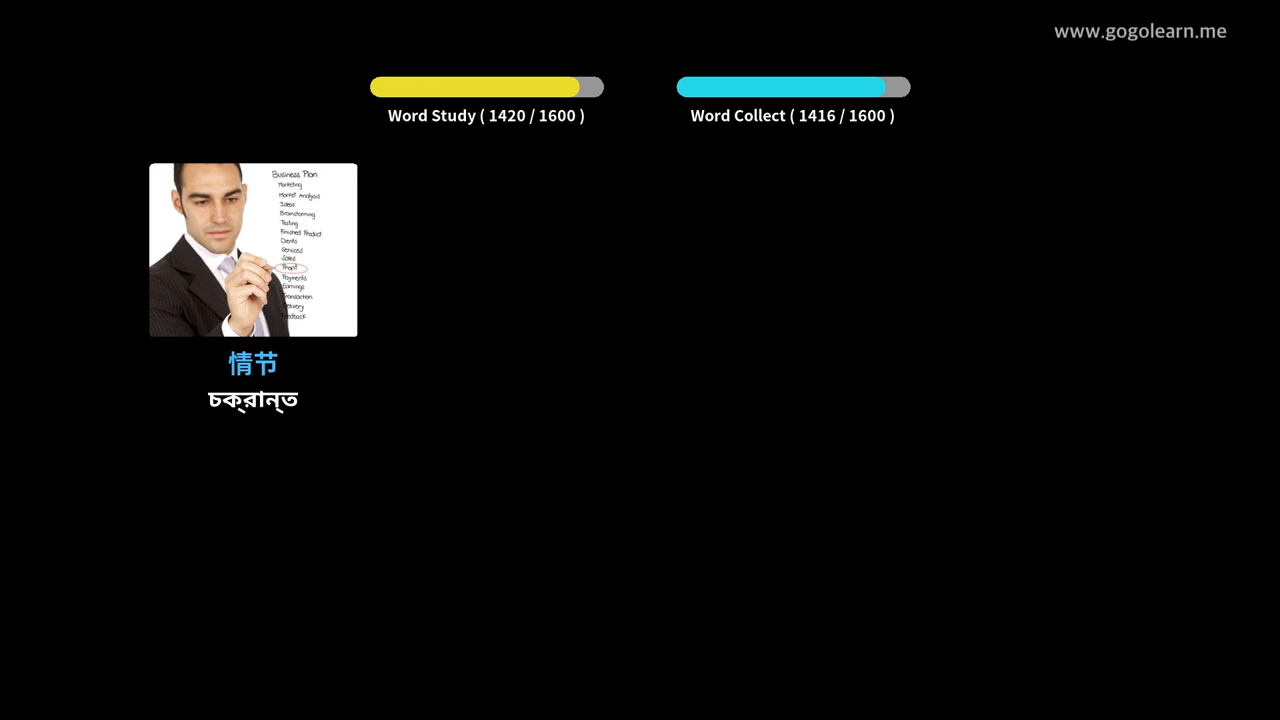 www.gogolearn.me
Word Study ( 1420 / 1600 )
Word Collect ( 1416 / 1600 )
Business Plan
Marketing
Market Analysis
Ideas
Brainstorming
Testing
Finished Product
Clients
Services
Sales
Profit
Payments
Earnings
Transaction
Delivery
Feedback
情节
চক্রান্ত